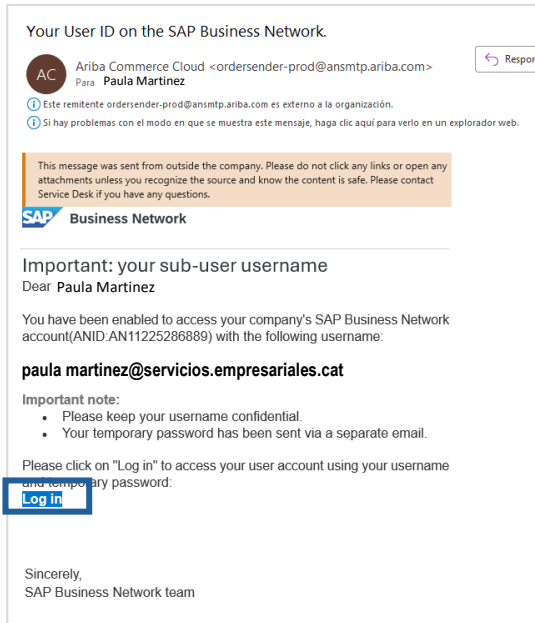 Your User ID on the SAP Business Network.
AC
Ariba Commerce Cloud <ordersender-prod@ansmtp.ariba.com>
Para Paula Martinez
Respon
i Este remitente ordersender-prod@ansmtp.ariba.com es externo a la organización.
i Si hay problemas con el modo en que se muestra este mensaje, haga clic aquí para verlo en un explorador web.
This message was sent from outside the company. Please do not click any links or open any
attachments unless you recognize the source and know the content is safe. Please contact
Service Desk if you have any questions.
SAP Business Network
Important: your sub-user username
Dear Paula Martinez
You have been enabled to access your company's SAP Business Network
account(ANID:AN11225286889) with the following username:
paula martinez@servicios.empresariales.cat
Important note:
• Please keep your username confidential.
• Your temporary password has been sent via a separate email.
Please click on "Log in" to access your user account using your username
and temporary password:
Log in
Sincerely,
SAP Business Network team